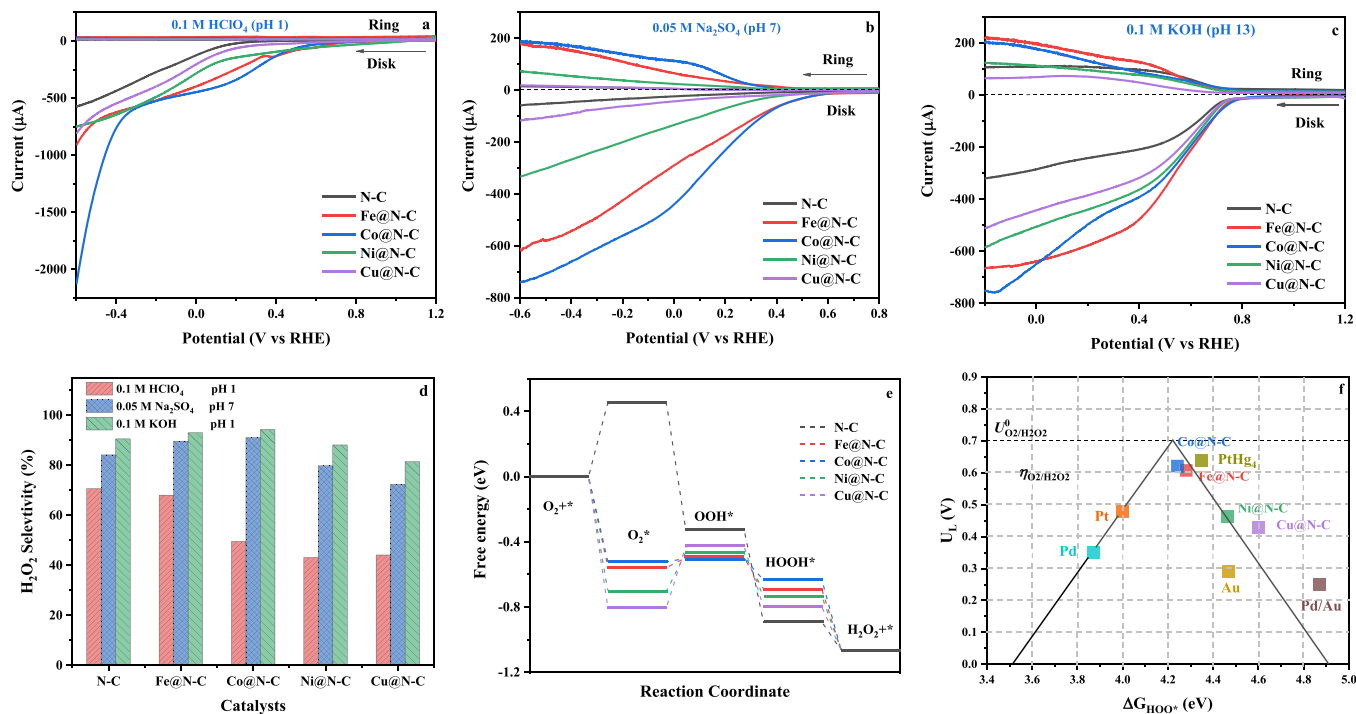 0.1 M HClO₄ (pH 1)
Ring
a
Disk
0
-500
-1000
-1500
-2000
Current (μA)
N-C
Fe@N-C
Co@N-C
Ni@N-C
Cu@N-C
-0.4
0.0
0.4
0.8
1.2
Potential (V vs RHE)
0.05 M Na₂SO₄ (pH 7)
b
Ring
Disk
200
0
-200
-400
-600
-800
Current (μA)
N-C
Fe@N-C
Co@N-C
Ni@N-C
Cu@N-C
-0.6
-0.4
-0.2
0.0
0.2
0.4
0.6
0.8
Potential (V vs RHE)
0.1 M KOH (pH 13)
c
Ring
Disk
200
0
-200
-400
-600
-800
Current (μA)
N-C
Fe@N-C
Co@N-C
Ni@N-C
Cu@N-C
0.0
0.4
0.8
1.2
Potential (V vs RHE)
0.1 M HClO₄ pH 1
0.05 M Na₂SO₄ pH 7
0.1 M KOH pH 1
d
100
80
60
40
20
0
H₂O₂ Seletvity (%)
N-C
Fe@N-C
Co@N-C
Ni@N-C
Cu@N-C
Catalysts
e
0.4
0.0
-0.4
-0.8
-1.2
Free energy (eV)
N-C
Fe@N-C
Co@N-C
Ni@N-C
Cu@N-C
O₂+*
O₂*
OOH*
HOOH*
H₂O₂+*
Reaction Coordinate
f
0.9
0.8
0.7
0.6
0.5
0.4
0.3
0.2
0.1
0.0
U_L (V)
U⁰_O2/H2O2
η_O2/H2O2
Co@N-C
PtHg₄
Fe@N-C
Pt
Ni@N-C
Cu@N-C
Pd
Au
Pd/Au
3.4
3.6
3.8
4.0
4.2
4.4
4.6
4.8
5.0
ΔG_HOO* (eV)